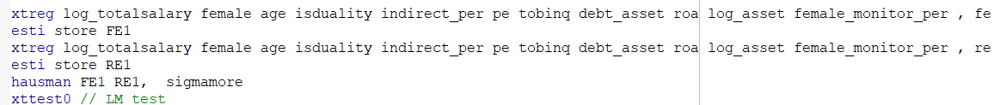 xtreg log_totalsalary female age isduality indirect_per pe tobinq debt_asset roa log_asset female_monitor_per , fe
esti store FE1
xtreg log_totalsalary female age isduality indirect_per pe tobinq debt_asset roa log_asset female_monitor_per , re
esti store RE1
hausman FE1 RE1,  sigmamore
xttest0 // LM test